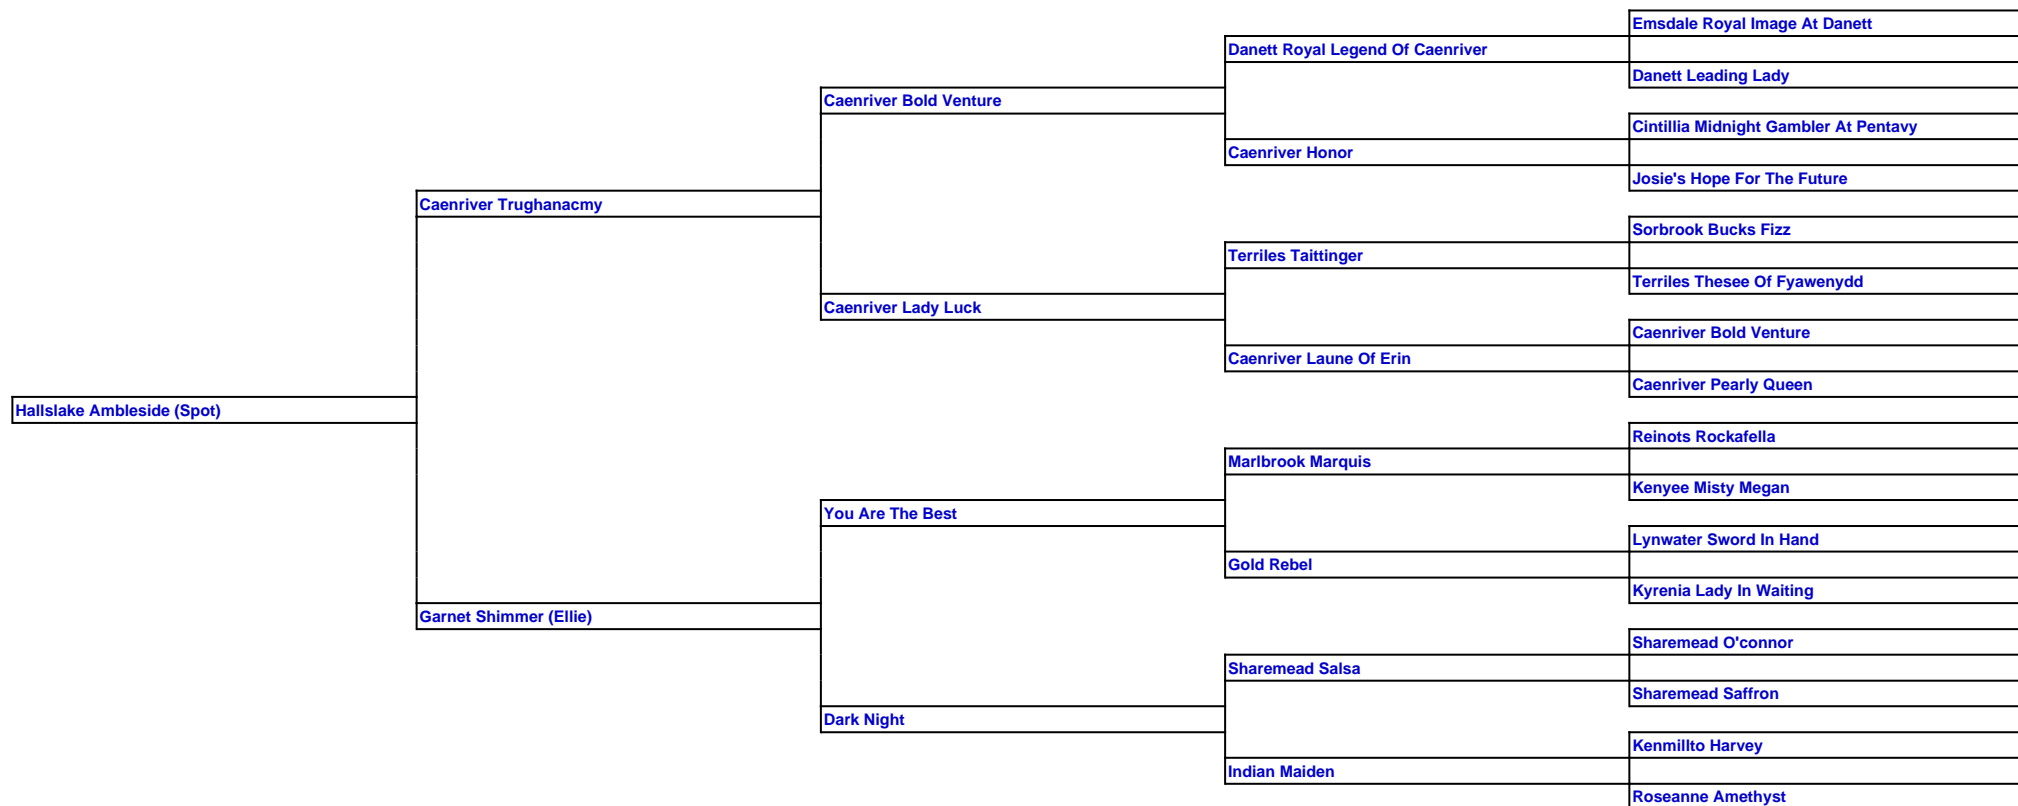 Emsdale Royal Image At Danett
Danett Royal Legend Of Caenriver
Danett Leading Lady
Caenriver Bold Venture
Cintillia Midnight Gambler At Pentavy
Caenriver Honor
Josie's Hope For The Future
Caenriver Trughanacmy
Sorbrook Bucks Fizz
Terriles Taittinger
Terriles Thesee Of Fyawenydd
Caenriver Lady Luck
Caenriver Bold Venture
Caenriver Laune Of Erin
Caenriver Pearly Queen
Hallslake Ambleside (Spot)
Reinots Rockafella
Marlbrook Marquis
Kenyee Misty Megan
You Are The Best
Lynwater Sword In Hand
Gold Rebel
Kyrenia Lady In Waiting
Garnet Shimmer (Ellie)
Sharemead O'connor
Sharemead Salsa
Sharemead Saffron
Dark Night
Kenmillto Harvey
Indian Maiden
Roseanne Amethyst